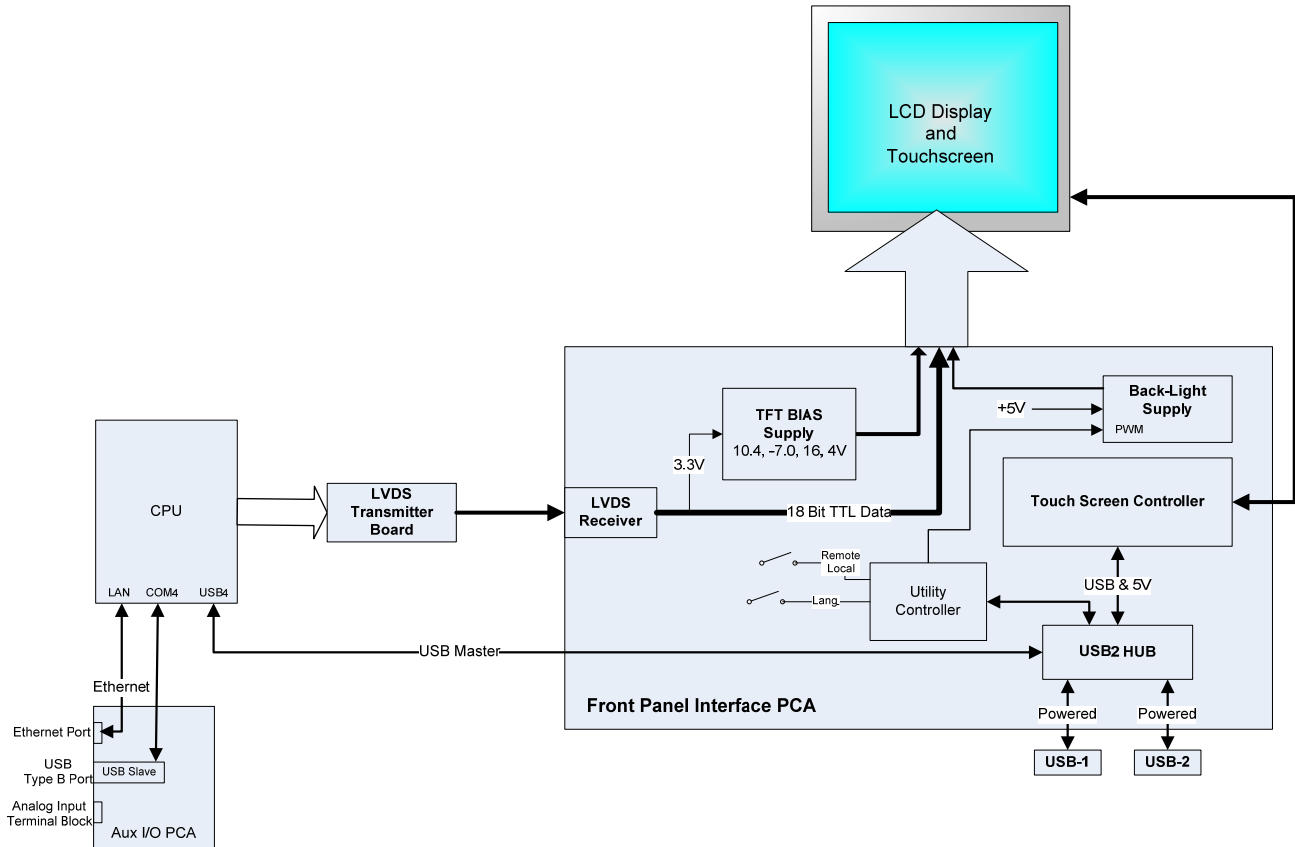 LCD Display
and
Touchscreen
Back-Light
Supply
+5V
PWM
TFT BIAS
Supply
10.4, -7.0, 16, 4V
3.3V
CPU
LVDS
Transmitter
Board
LVDS
Receiver
18 Bit TTL Data
Touch Screen Controller
Remote
Local
Lang
Utility
Controller
USB & 5V
LAN
COM4
USB4
USB Master
USB2 HUB
Ethernet
Front Panel Interface PCA
Powered
Powered
USB-1
USB-2
Ethernet Port
USB
Type B Port
USB Slave
Analog Input
Terminal Block
Aux I/O PCA